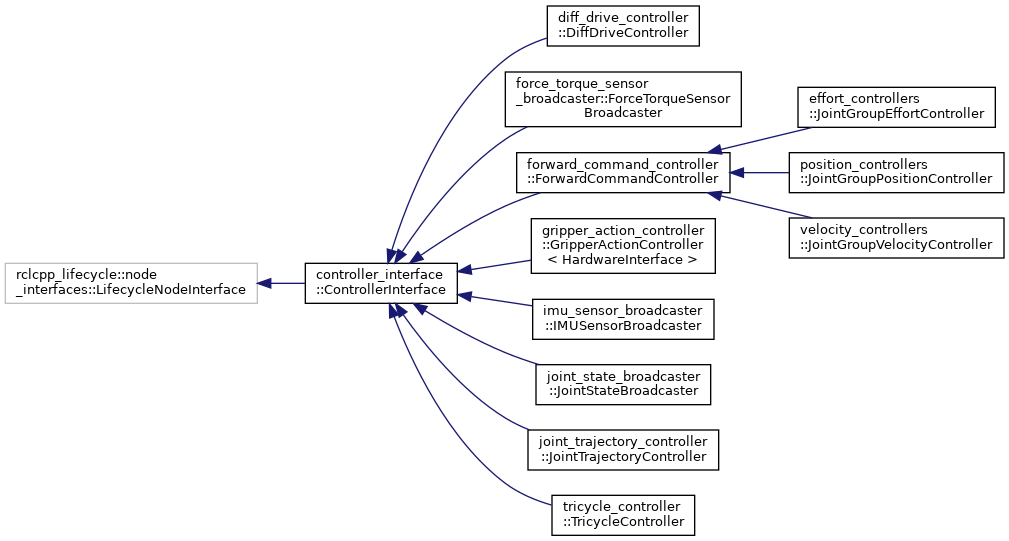 diff_drive_controller
::DiffDriveController
force_torque_sensor
_broadcaster::ForceTorqueSensor
Broadcaster
effort_controllers
::JointGroupEffortController
forward_command_controller
::ForwardCommandController
position_controllers
::JointGroupPositionController
gripper_action_controller
::GripperActionController
< HardwareInterface >
velocity_controllers
::JointGroupVelocityController
rclcpp_lifecycle::node
_interfaces::LifecycleNodeInterface
controller_interface
::ControllerInterface
imu_sensor_broadcaster
::IMUSensorBroadcaster
joint_state_broadcaster
::JointStateBroadcaster
joint_trajectory_controller
::JointTrajectoryController
tricycle_controller
::TricycleController